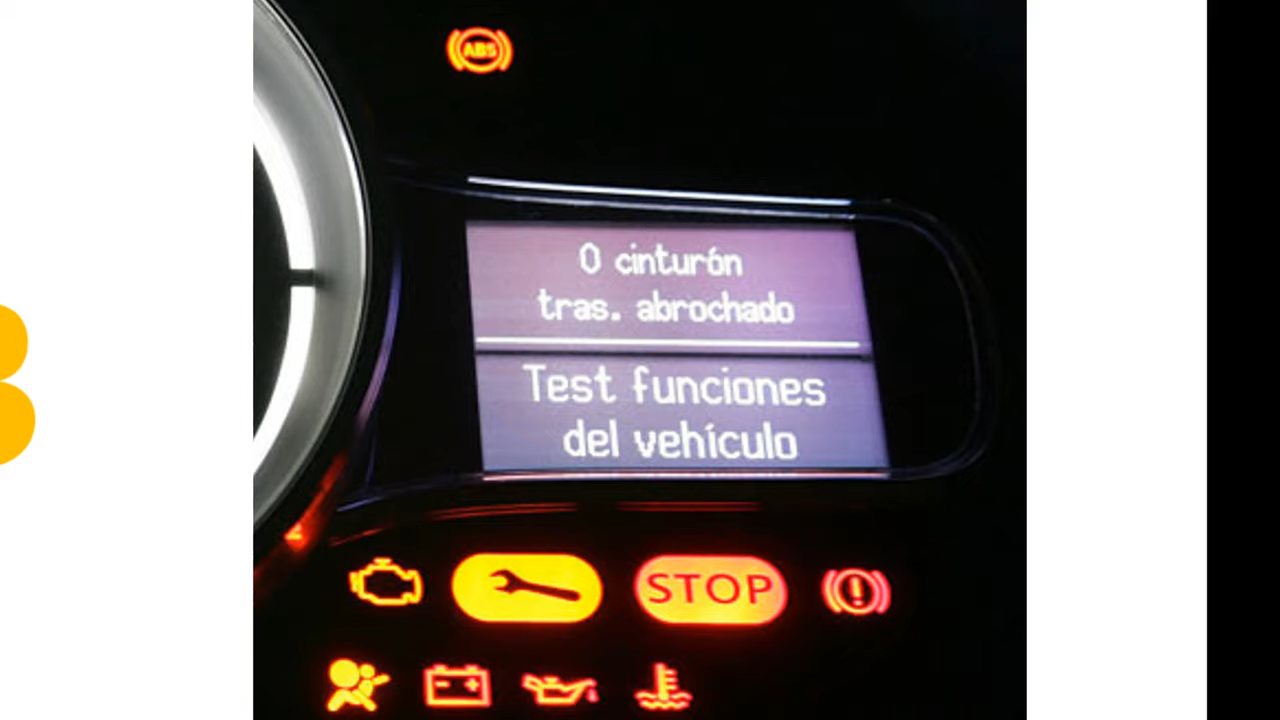 ABS
0 cinturón
tras. abrochado
Test funciones
del vehículo
STOP